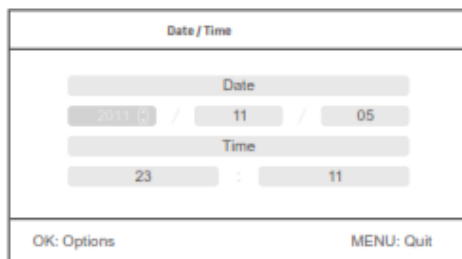 Date / Time
Date
2011 / 11 / 05
Time
23 : 11
OK: Options MENU: Quit